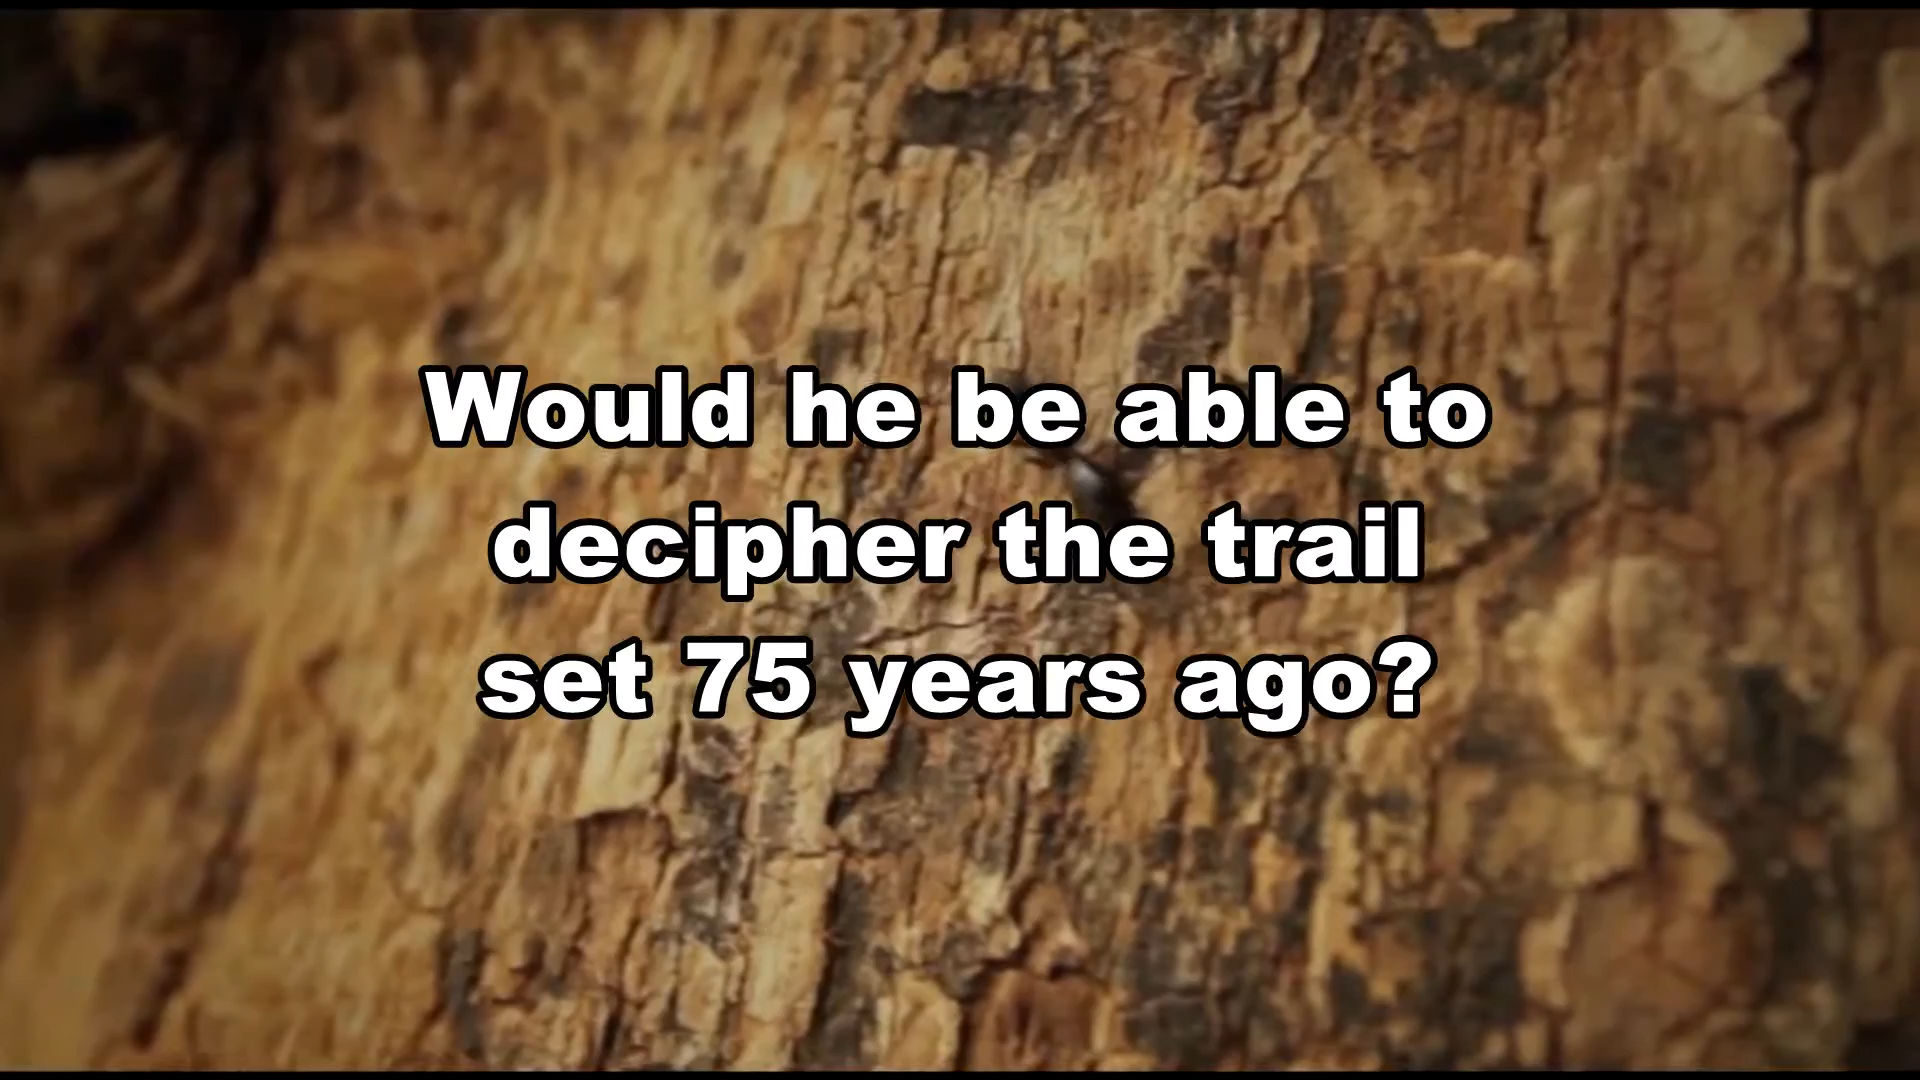 Would he be able to
decipher the trail
set 75 years ago?